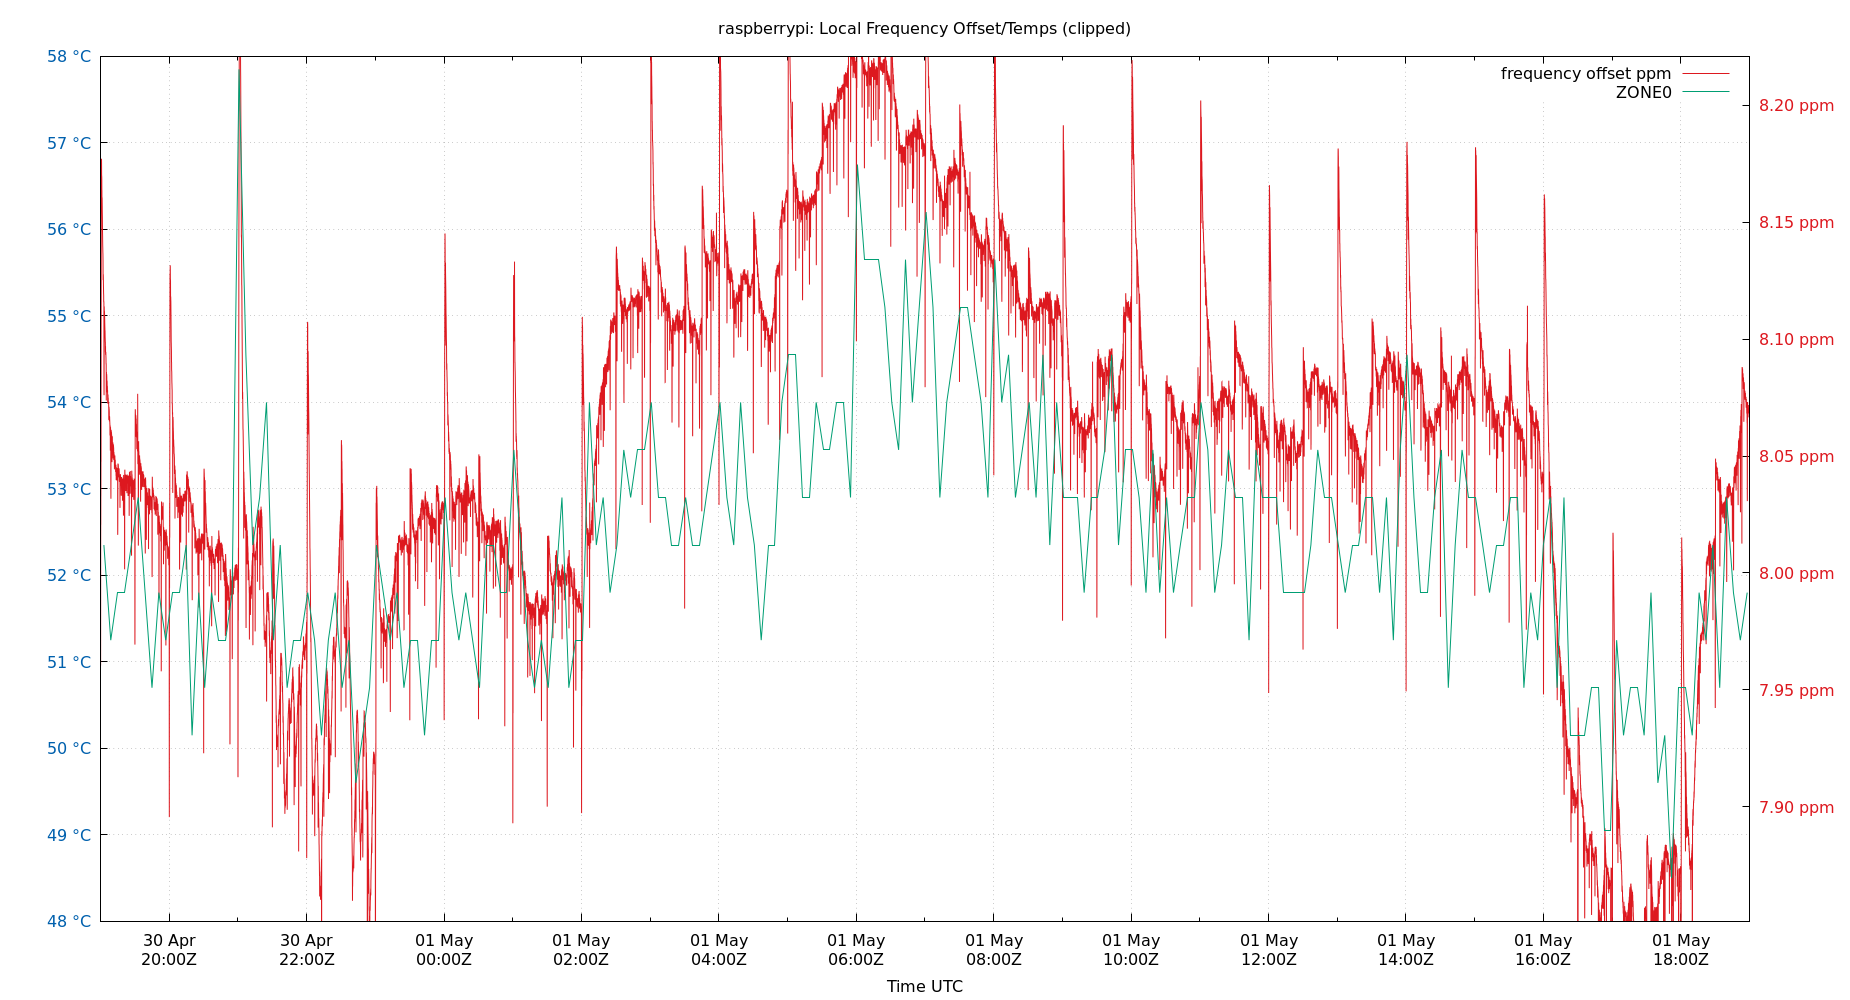 raspberrypi: Local Frequency Offset/Temps (clipped)
frequency offset ppm
ZONE0
58 °C
57 °C
56 °C
55 °C
54 °C
53 °C
52 °C
51 °C
50 °C
49 °C
48 °C
8.20 ppm
8.15 ppm
8.10 ppm
8.05 ppm
8.00 ppm
7.95 ppm
7.90 ppm
30 Apr 30 Apr 01 May 01 May 01 May 01 May 01 May 01 May 01 May 01 May 01 May 01 May
20:00Z 22:00Z 00:00Z 02:00Z 04:00Z 06:00Z 08:00Z 10:00Z 12:00Z 14:00Z 16:00Z 18:00Z
Time UTC